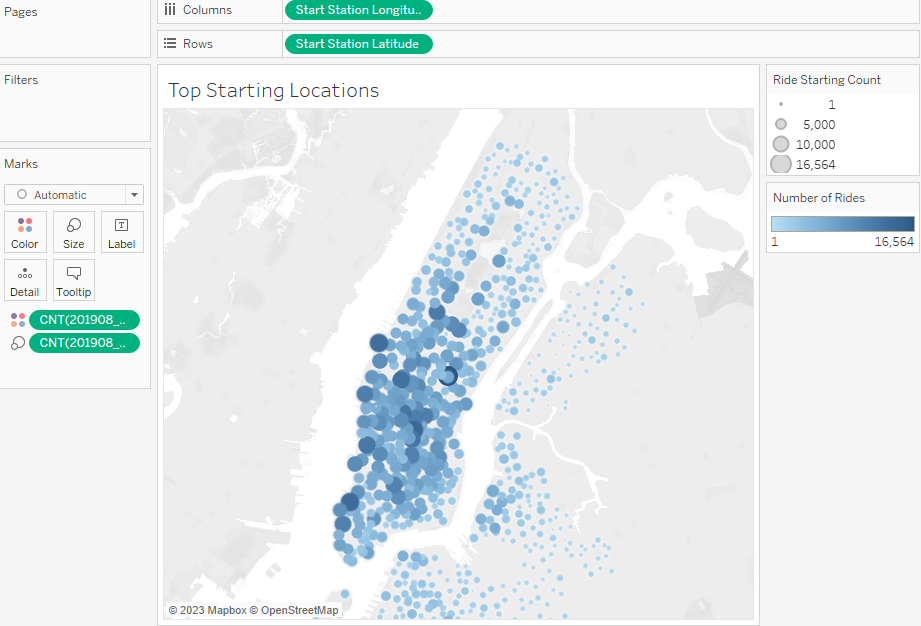 Pages
Columns
Start Station Longitu..
Rows
Start Station Latitude
Filters
Marks
Automatic
Color
Size
Label
Detail
Tooltip
CNT(201908_..
CNT(201908_..
Top Starting Locations
© 2023 Mapbox © OpenStreetMap
Ride Starting Count
1
5,000
10,000
16,564
Number of Rides
1 16,564